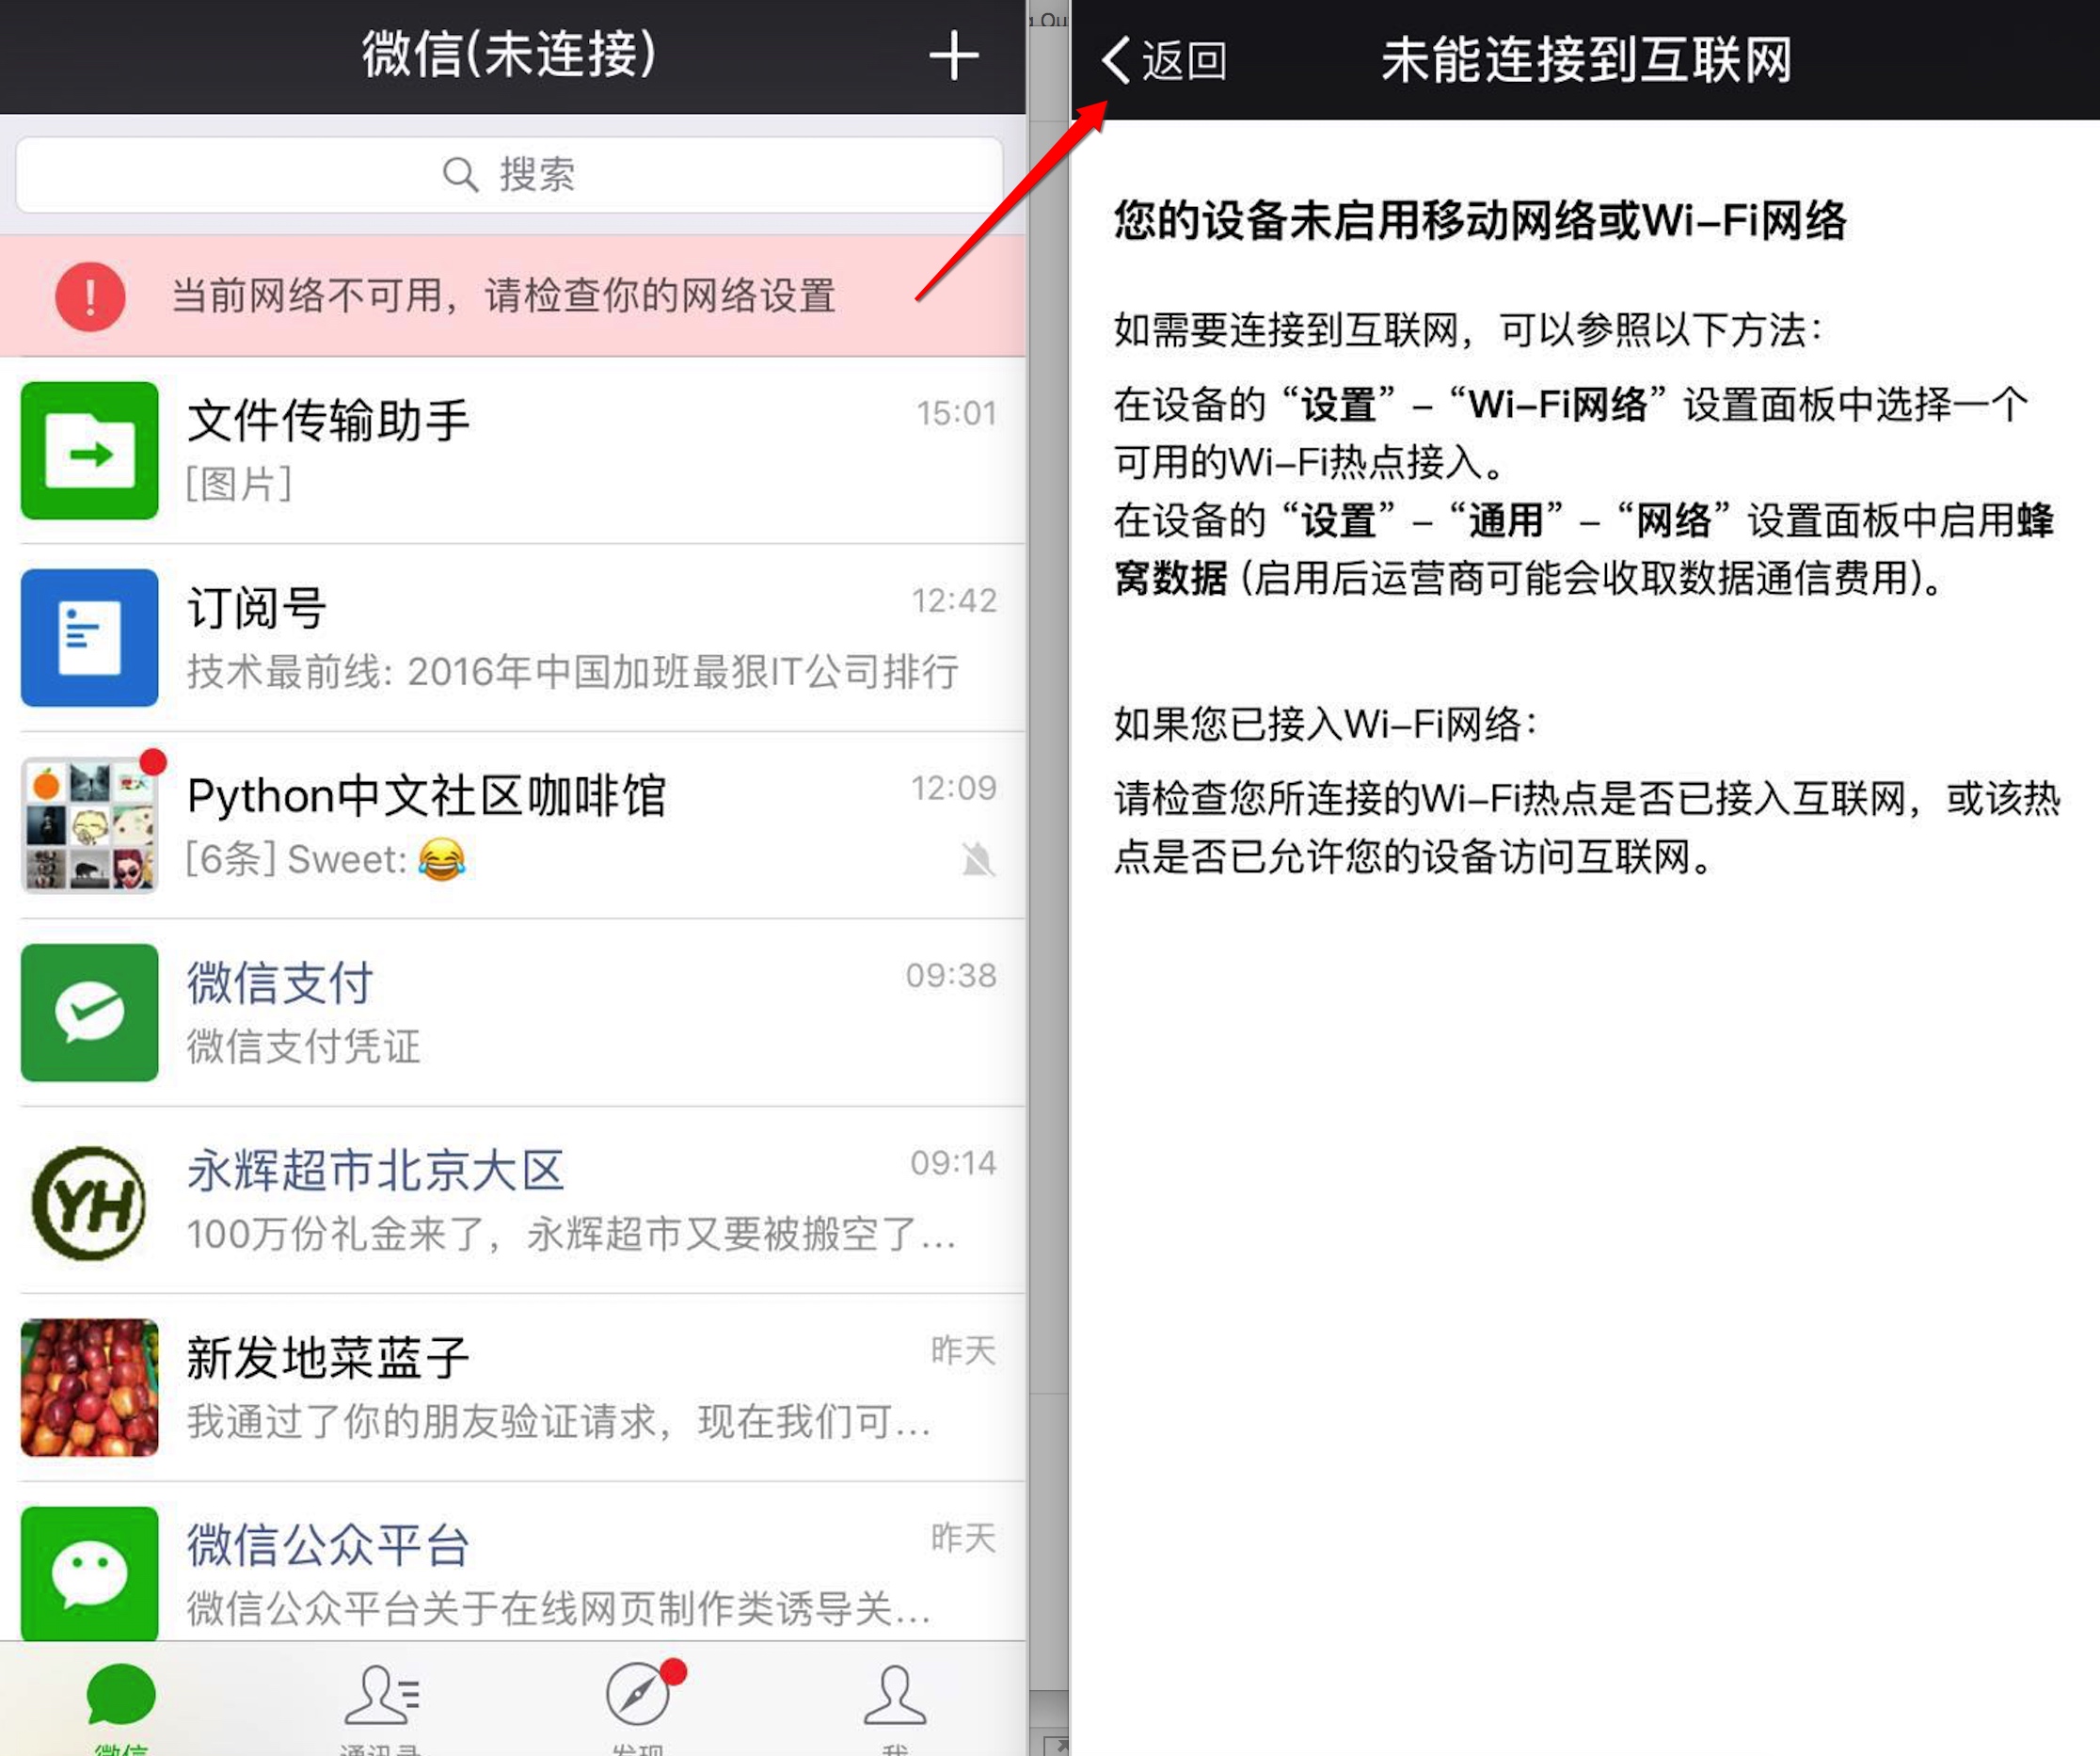 微信(未连接)
搜索
当前网络不可用，请检查你的网络设置
文件传输助手
15:01
[图片]
订阅号
12:42
技术最前线: 2016年中国加班最狠IT公司排行
Python中文社区咖啡馆
12:09
[6条] Sweet: 😂
微信支付
09:38
微信支付凭证
YH
永辉超市北京大区
09:14
100万份礼金来了，永辉超市又要被搬空了...
新发地菜蓝子
昨天
我通过了你的朋友验证请求，现在我们可...
微信公众平台
昨天
微信公众平台关于在线网页制作类诱导关...
微信
通讯录
发现
我
返回
未能连接到互联网
您的设备未启用移动网络或Wi-Fi网络
如需要连接到互联网，可以参照以下方法：
在设备的“设置” - “Wi-Fi网络” 设置面板中选择一个
可用的Wi-Fi热点接入。
在设备的“设置” - “通用” - “网络” 设置面板中启用蜂
窝数据 (启用后运营商可能会收取数据通信费用)。
如果您已接入Wi-Fi网络：
请检查您所连接的Wi-Fi热点是否已接入互联网，或该热
点是否已允许您的设备访问互联网。